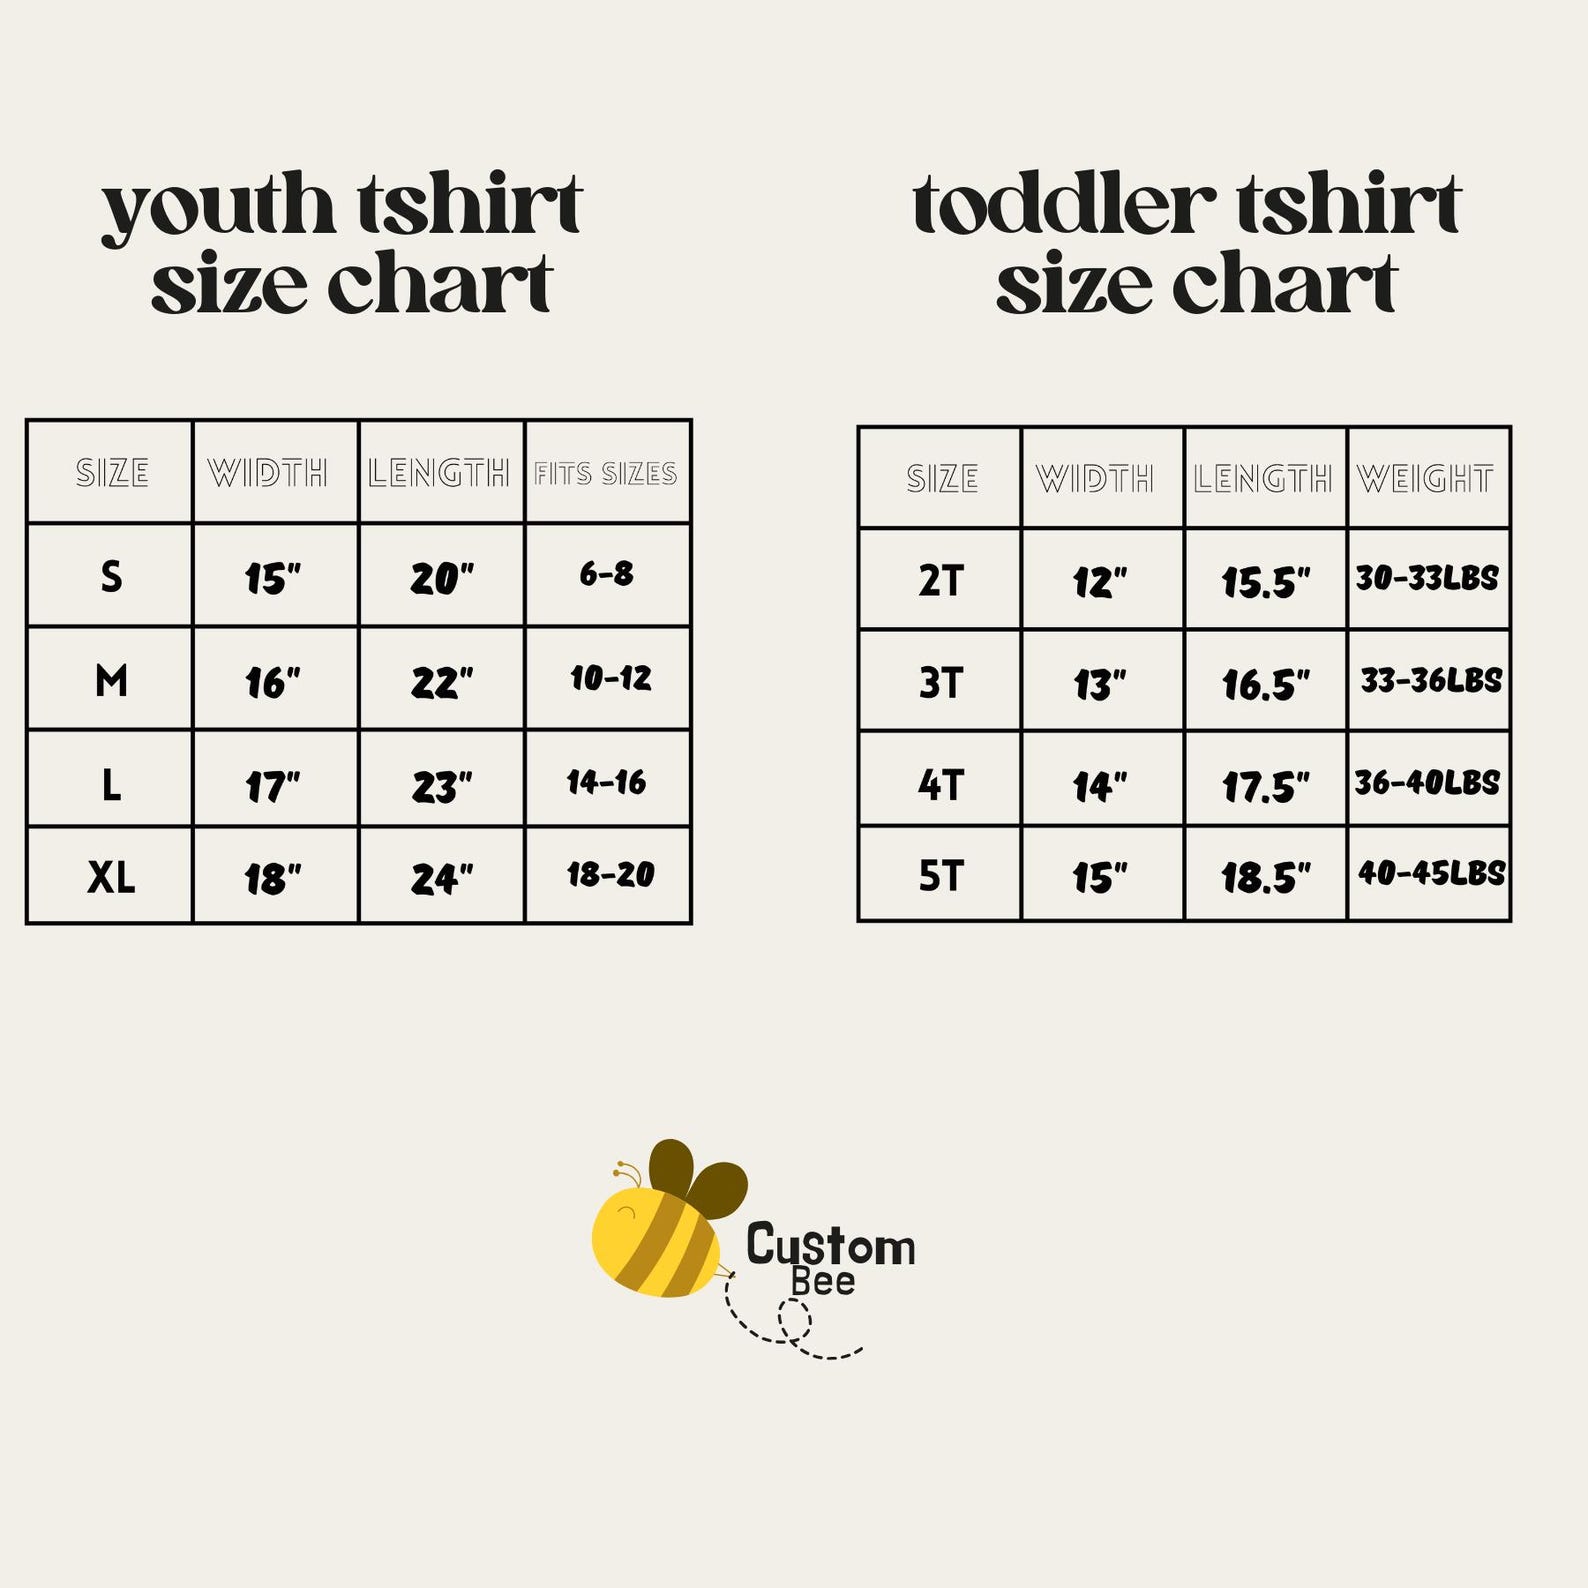 youth tshirt
size chart
SIZE WIDTH LENGTH FITS SIZES
S 15" 20" 6-8
M 16" 22" 10-12
L 17" 23" 14-16
XL 18" 24" 18-20
toddler tshirt
size chart
SIZE WIDTH LENGTH WEIGHT
2T 12" 15.5" 30-33LBS
3T 13" 16.5" 33-36LBS
4T 14" 17.5" 36-40LBS
5T 15" 18.5" 40-45LBS
Custom
Bee